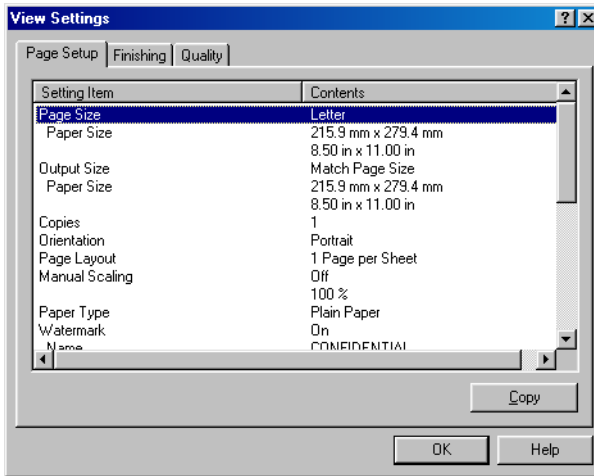 View Settings
Page Setup Finishing Quality
Setting Item Contents
Page Size Letter
Paper Size 215.9 mm x 279.4 mm
8.50 in x 11.00 in
Output Size Match Page Size
Paper Size 215.9 mm x 279.4 mm
8.50 in x 11.00 in
Copies 1
Orientation Portrait
Page Layout 1 Page per Sheet
Manual Scaling Off
100 %
Paper Type Plain Paper
Watermark On
Name CONFIDENTIAL
Copy
OK Help